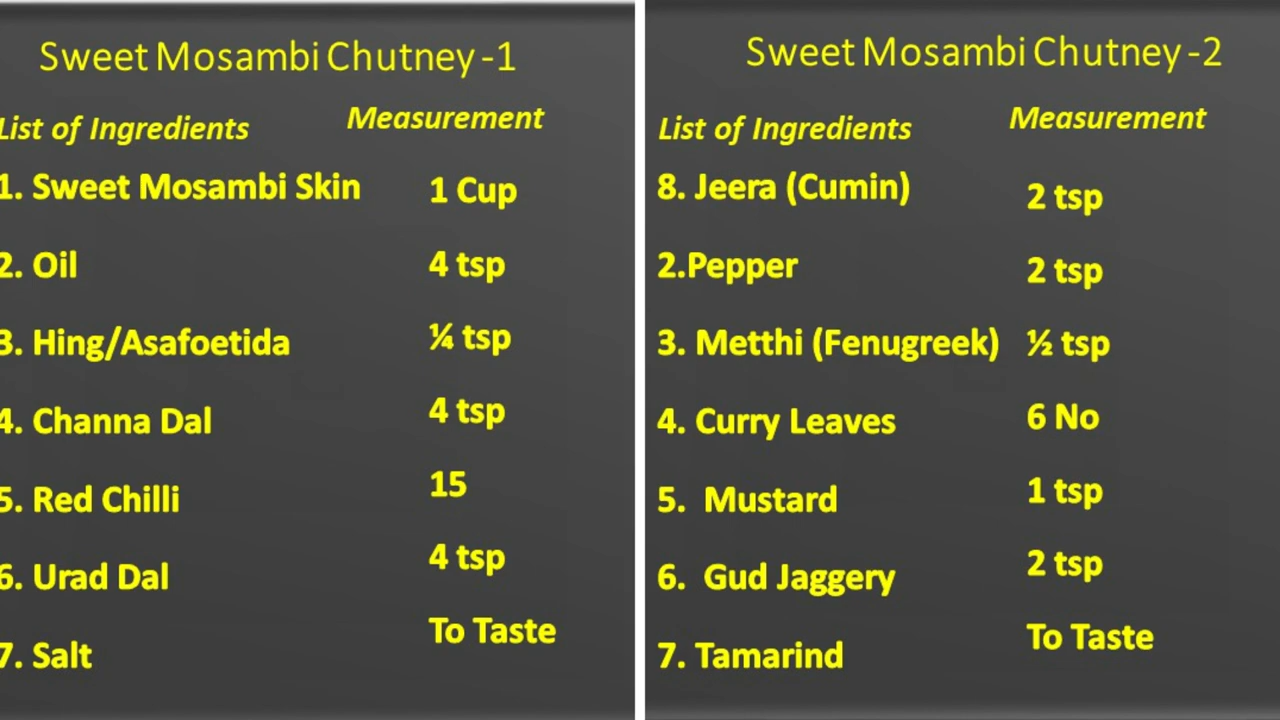 Sweet Mosambi Chutney -1
List of Ingredients Measurement
1. Sweet Mosambi Skin 1 Cup
2. Oil 4 tsp
3. Hing/Asafoetida ¼ tsp
4. Channa Dal 4 tsp
5. Red Chilli 15
6. Urad Dal 4 tsp
7. Salt To Taste
Sweet Mosambi Chutney -2
List of Ingredients Measurement
8. Jeera (Cumin) 2 tsp
2.Pepper 2 tsp
3. Metthi (Fenugreek) ½ tsp
4. Curry Leaves 6 No
5. Mustard 1 tsp
6. Gud Jaggery 2 tsp
7. Tamarind To Taste